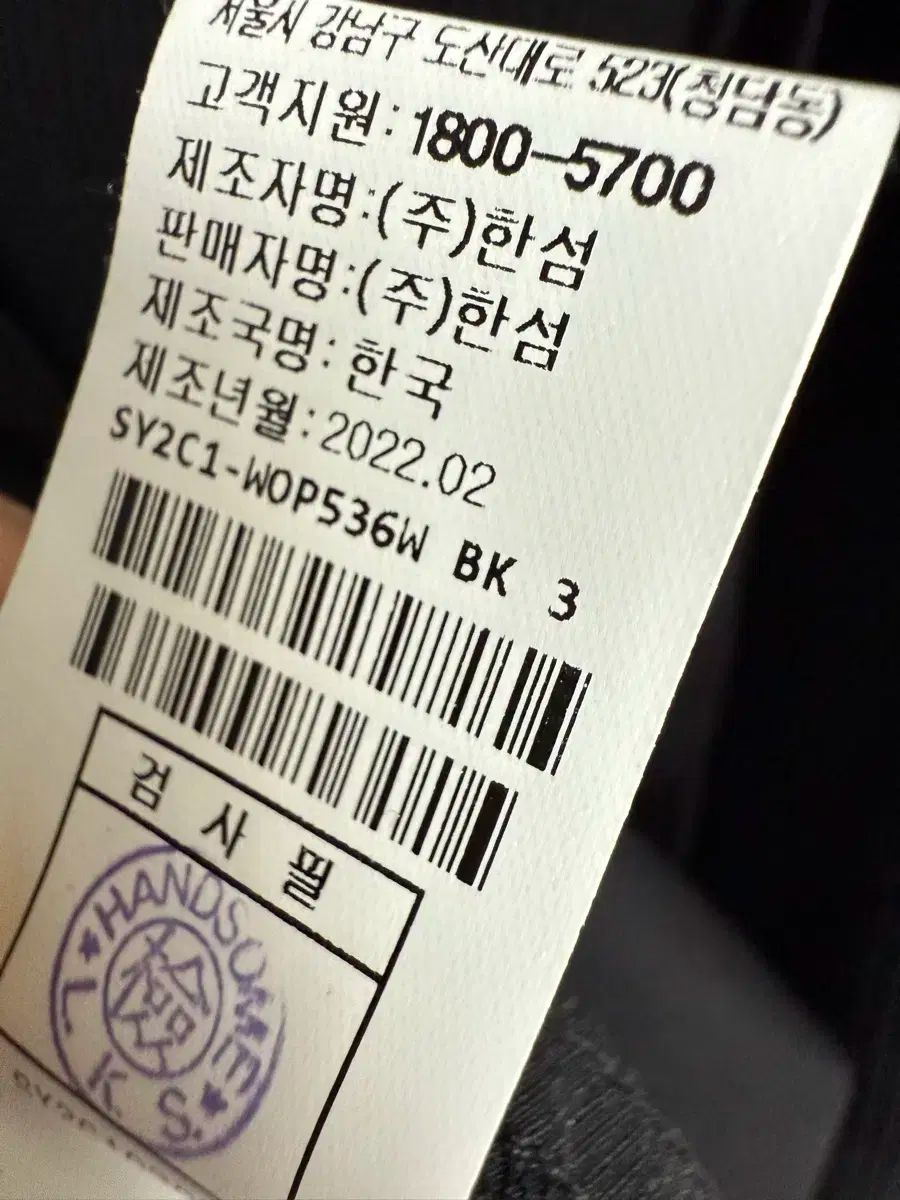 서울시 강남구 도산대로 523(청담동)
고객지원:1800-5700
제조자명:(주)한섬
판매자명:(주)한섬
제조국명:한국
제조년월:2022.02
SY2C1-WOP536W BK 3
검 사 필
HANDSOME
檢
L K S.